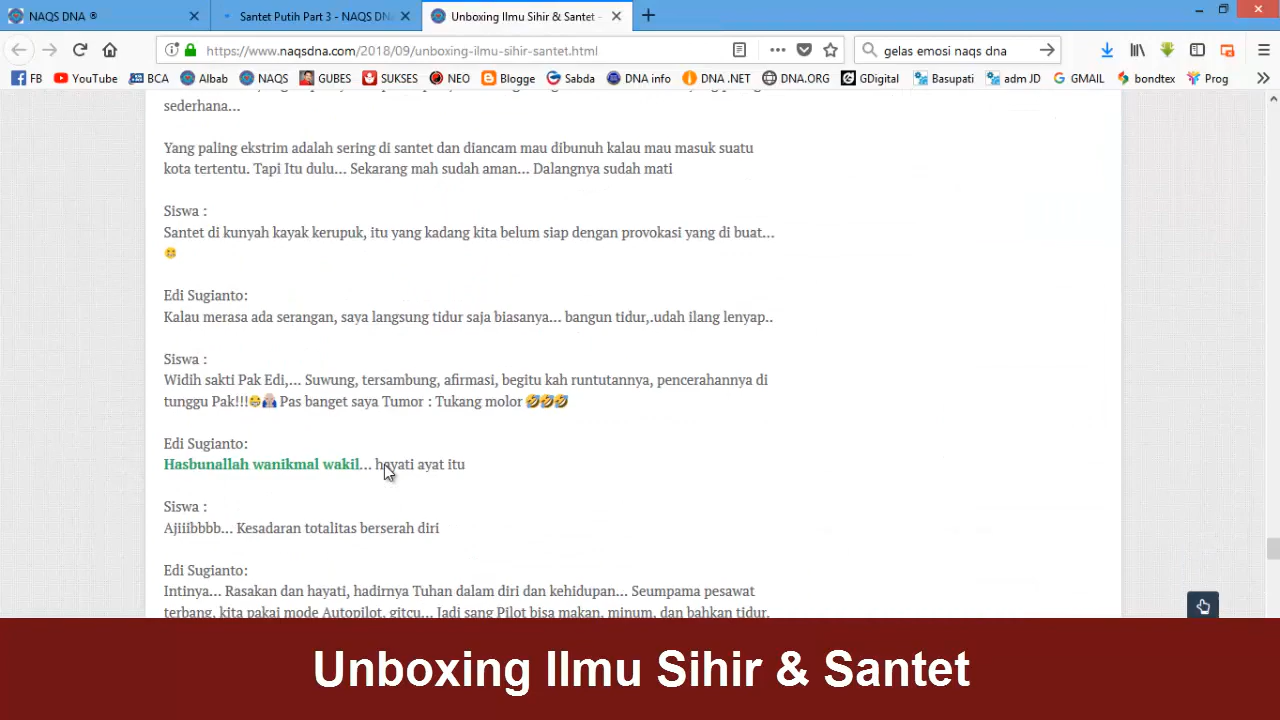 NAQS DNA ®
Santet Putih Part 3 - NAQS DNA
Unboxing Ilmu Sihir & Santet -
https://www.naqsdna.com/2018/09/unboxing-ilmu-sihir-santet.html
gelas emosi naqs dna
FB YouTube BCA Albab NAQS GUBES SUKSES NEO Blogge Sabda DNA info DNA .NET DNA.ORG GDigital Basupati adm JD GMAIL bondtex Prog
sederhana...
Yang paling ekstrim adalah sering di santet dan diancam mau dibunuh kalau mau masuk suatu
kota tertentu. Tapi Itu dulu... Sekarang mah sudah aman... Dalangnya sudah mati
Siswa :
Santet di kunyah kayak kerupuk, itu yang kadang kita belum siap dengan provokasi yang di buat...
😁
Edi Sugianto:
Kalau merasa ada serangan, saya langsung tidur saja biasanya... bangun tidur,.udah ilang lenyap..
Siswa :
Widih sakti Pak Edi,... Suwung, tersambung, afirmasi, begitu kah runtutannya, pencerahannya di
tunggu Pak!!! Pas banget saya Tumor : Tukang molor 🤣🤣🤣
Edi Sugianto:
Hasbunallah wanikmal wakil... hayati ayat itu
Siswa :
Ajiiibbbb... Kesadaran totalitas berserah diri
Edi Sugianto:
Intinya... Rasakan dan hayati, hadirnya Tuhan dalam diri dan kehidupan... Seumpama pesawat
terbang, kita pakai mode Autopilot, gitcu... Jadi sang Pilot bisa makan, minum, dan bahkan tidur.
Unboxing Ilmu Sihir & Santet